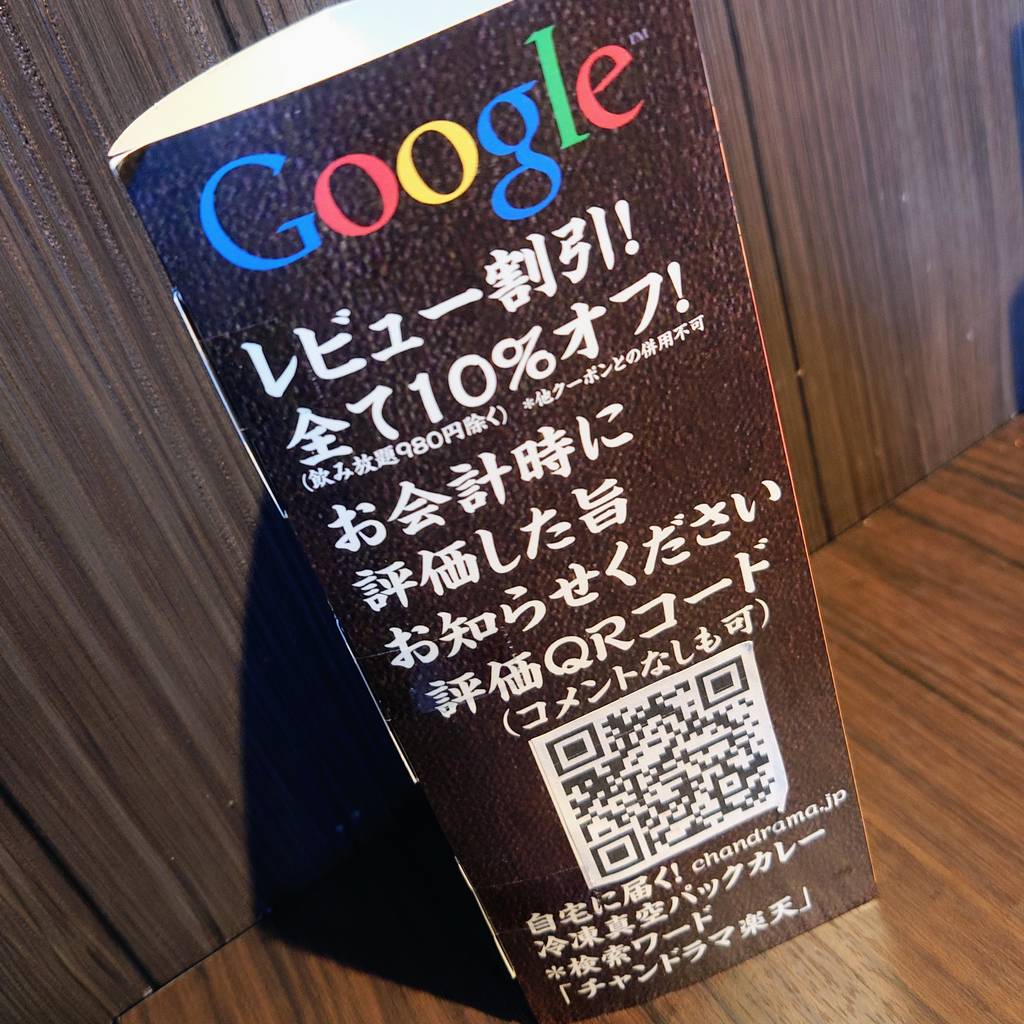 Google™
レビュー割引!
全て10%オフ!
(飲み放題980円除く) *他クーポンとの併用不可
お会計時に
評価した旨
お知らせください
評価QRコード
(コメントなしも可)
自宅に届く! chandrama.jp
冷凍真空パックカレー
*検索ワード
「チャンドラマ楽天」